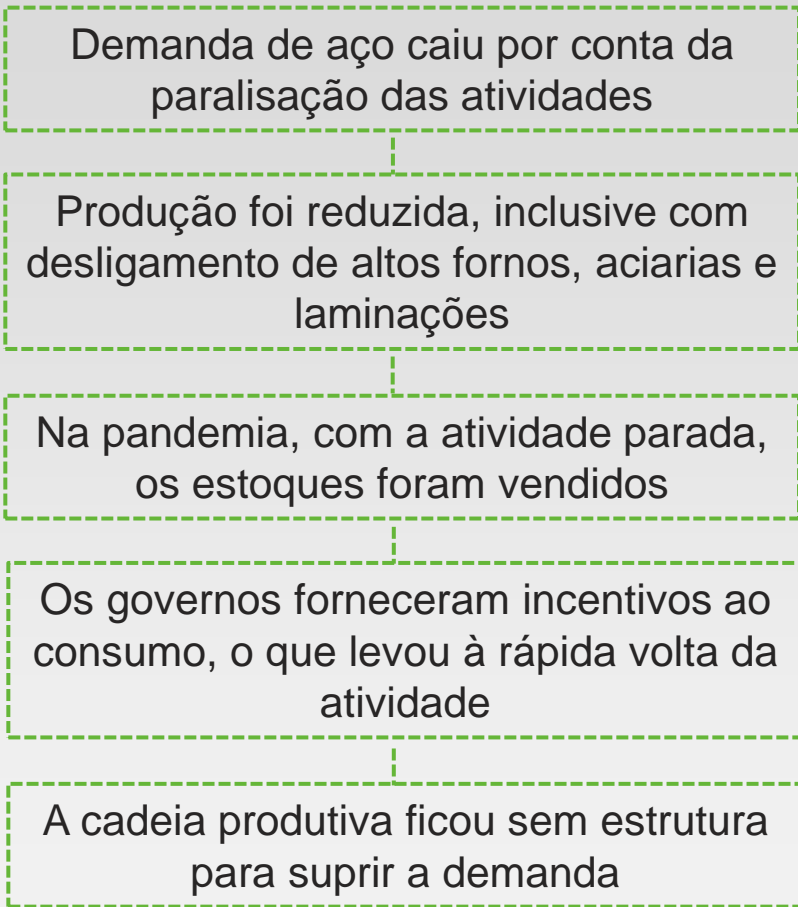 Demanda de aço caiu por conta da
paralisação das atividades
Produção foi reduzida, inclusive com
desligamento de altos fornos, aciarias e
laminações
Na pandemia, com a atividade parada,
os estoques foram vendidos
Os governos forneceram incentivos ao
consumo, o que levou à rápida volta da
atividade
A cadeia produtiva ficou sem estrutura
para suprir a demanda